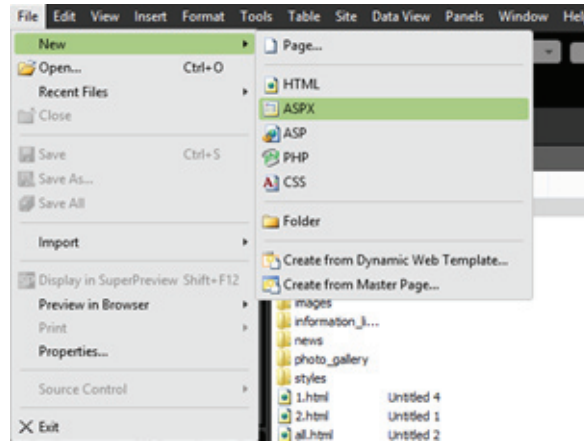 File Edit View Insert Format Tools Table Site Data View Panels Window Hel
New
Open... Ctrl+O
Recent Files
Close
Save Ctrl+S
Save As...
Save All
Import
Display in SuperPreview Shift+F12
Preview in Browser
Print
Properties...
Source Control
Exit
Page...
HTML
ASPX
ASP
PHP
CSS
Folder
Create from Dynamic Web Template...
Create from Master Page...
images
information_li...
news
photo_gallery
styles
1.html Untitled 4
2.html Untitled 1
all.html Untitled 2